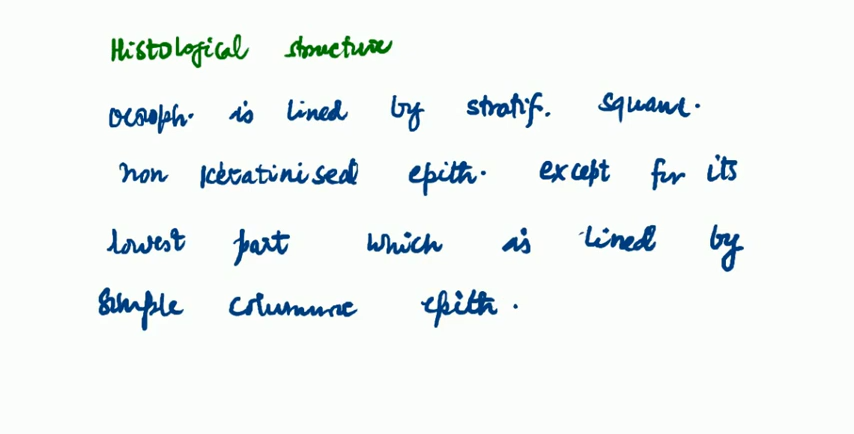 Histological structure
oesoph. is lined by stratif. squam.
non keratinised epith. except for its
lowest part which is lined by
simple columnar epith.